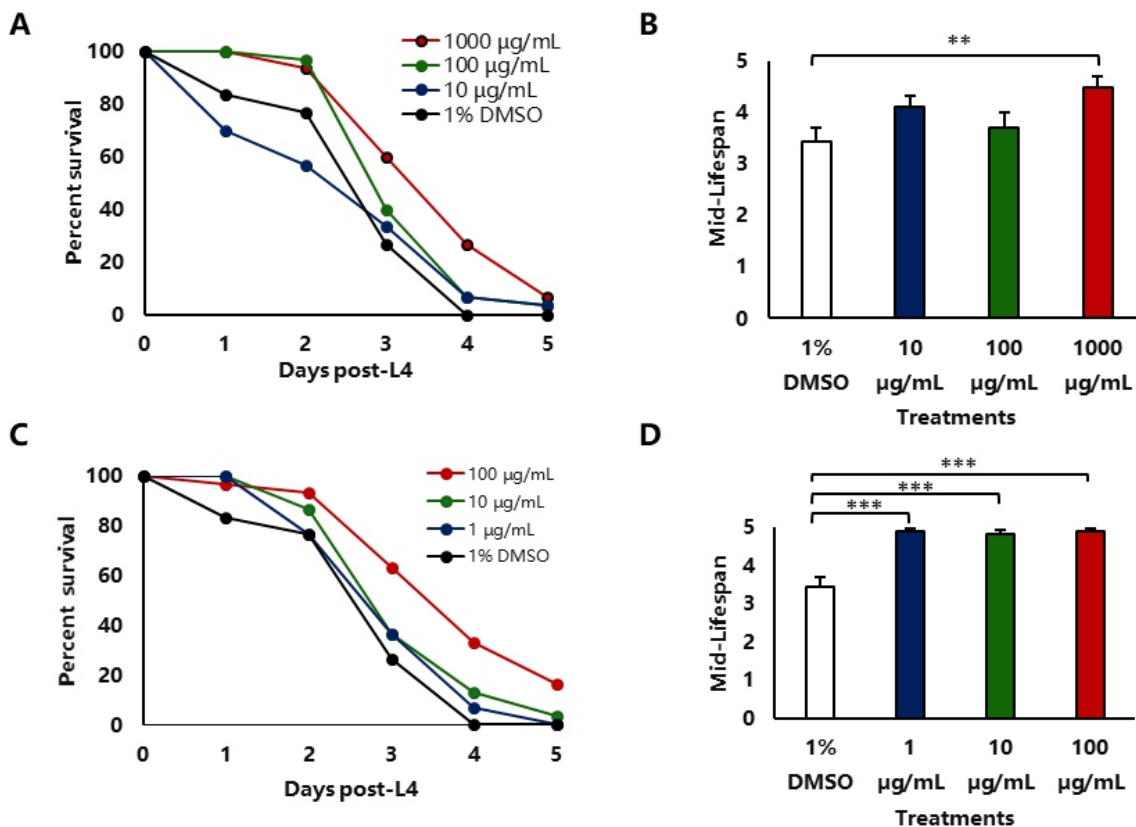 A
1000 µg/mL
100 µg/mL
10 µg/mL
1% DMSO
Percent survival
100
80
60
40
20
0
0 1 2 3 4 5
Days post-L4
B
**
Mid-Lifespan
5
4
3
2
1
0
1% 10 100 1000
DMSO µg/mL µg/mL µg/mL
Treatments
C
100 µg/mL
10 µg/mL
1 µg/mL
1% DMSO
Percent survival
100
80
60
40
20
0
0 1 2 3 4 5
Days post-L4
D
***
***
***
Mid-Lifespan
5
4
3
2
1
0
1% 1 10 100
DMSO µg/mL µg/mL µg/mL
Treatments